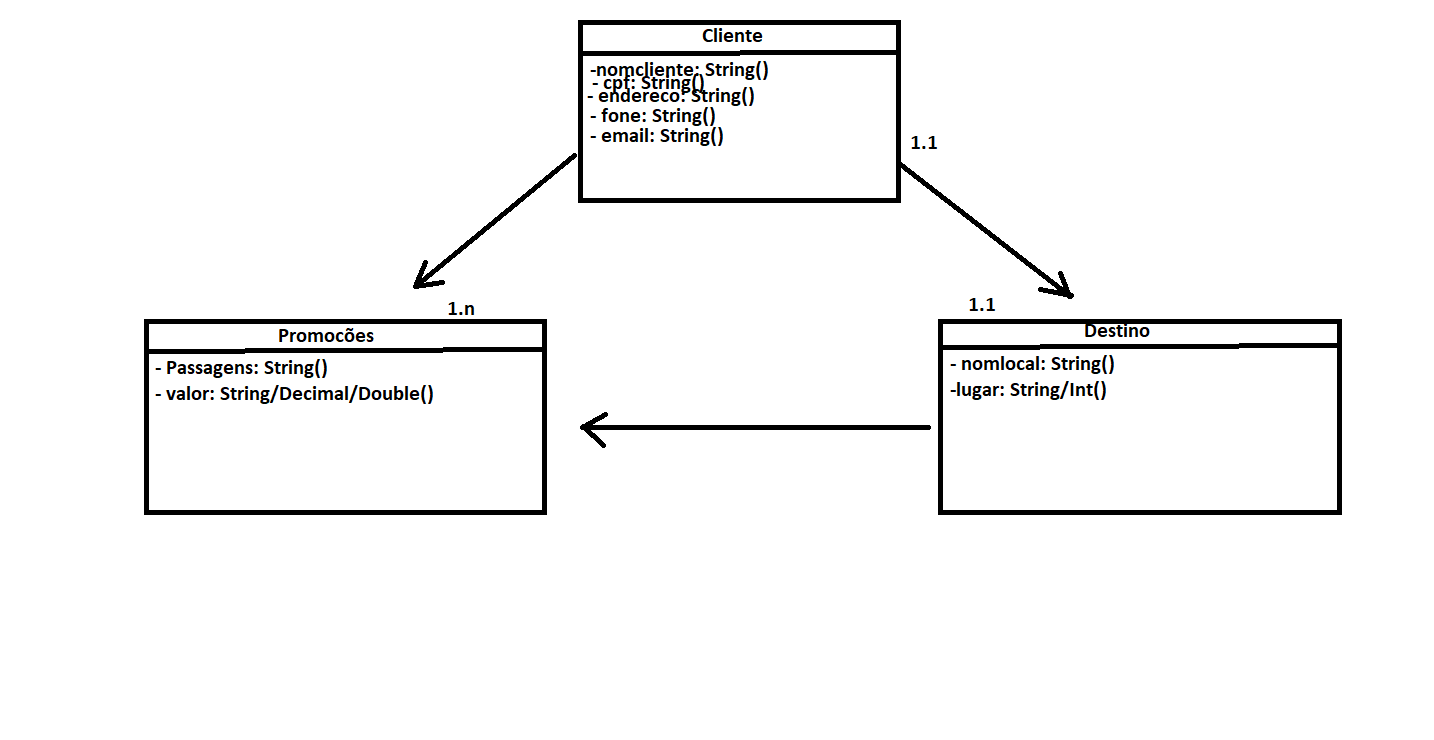 Cliente
-nomcliente: String()
- cpf: String()
- endereco: String()
- fone: String()
- email: String()
1.1
1.n
1.1
Promocões
- Passagens: String()
- valor: String/Decimal/Double()
Destino
- nomlocal: String()
-lugar: String/Int()